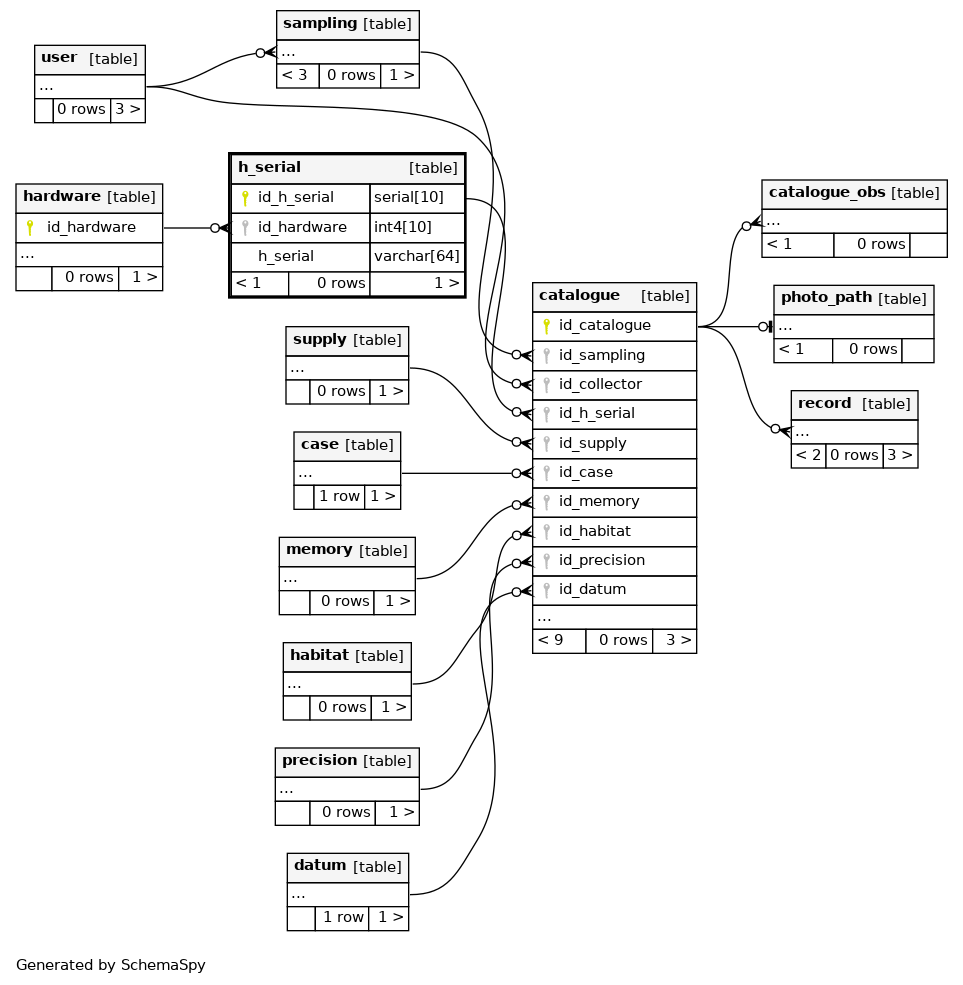 sampling [table]
...
< 3 0 rows 1 >
user [table]
...
0 rows 3 >
h_serial [table]
id_h_serial serial[10]
id_hardware int4[10]
h_serial varchar[64]
< 1 0 rows 1 >
hardware [table]
id_hardware
...
0 rows 1 >
supply [table]
...
0 rows 1 >
case [table]
...
1 row 1 >
memory [table]
...
0 rows 1 >
habitat [table]
...
0 rows 1 >
precision [table]
...
0 rows 1 >
datum [table]
...
1 row 1 >
catalogue [table]
id_catalogue
id_sampling
id_collector
id_h_serial
id_supply
id_case
id_memory
id_habitat
id_precision
id_datum
...
< 9 0 rows 3 >
catalogue_obs [table]
...
< 1 0 rows
photo_path [table]
...
< 1 0 rows
record [table]
...
< 2 0 rows 3 >
Generated by SchemaSpy